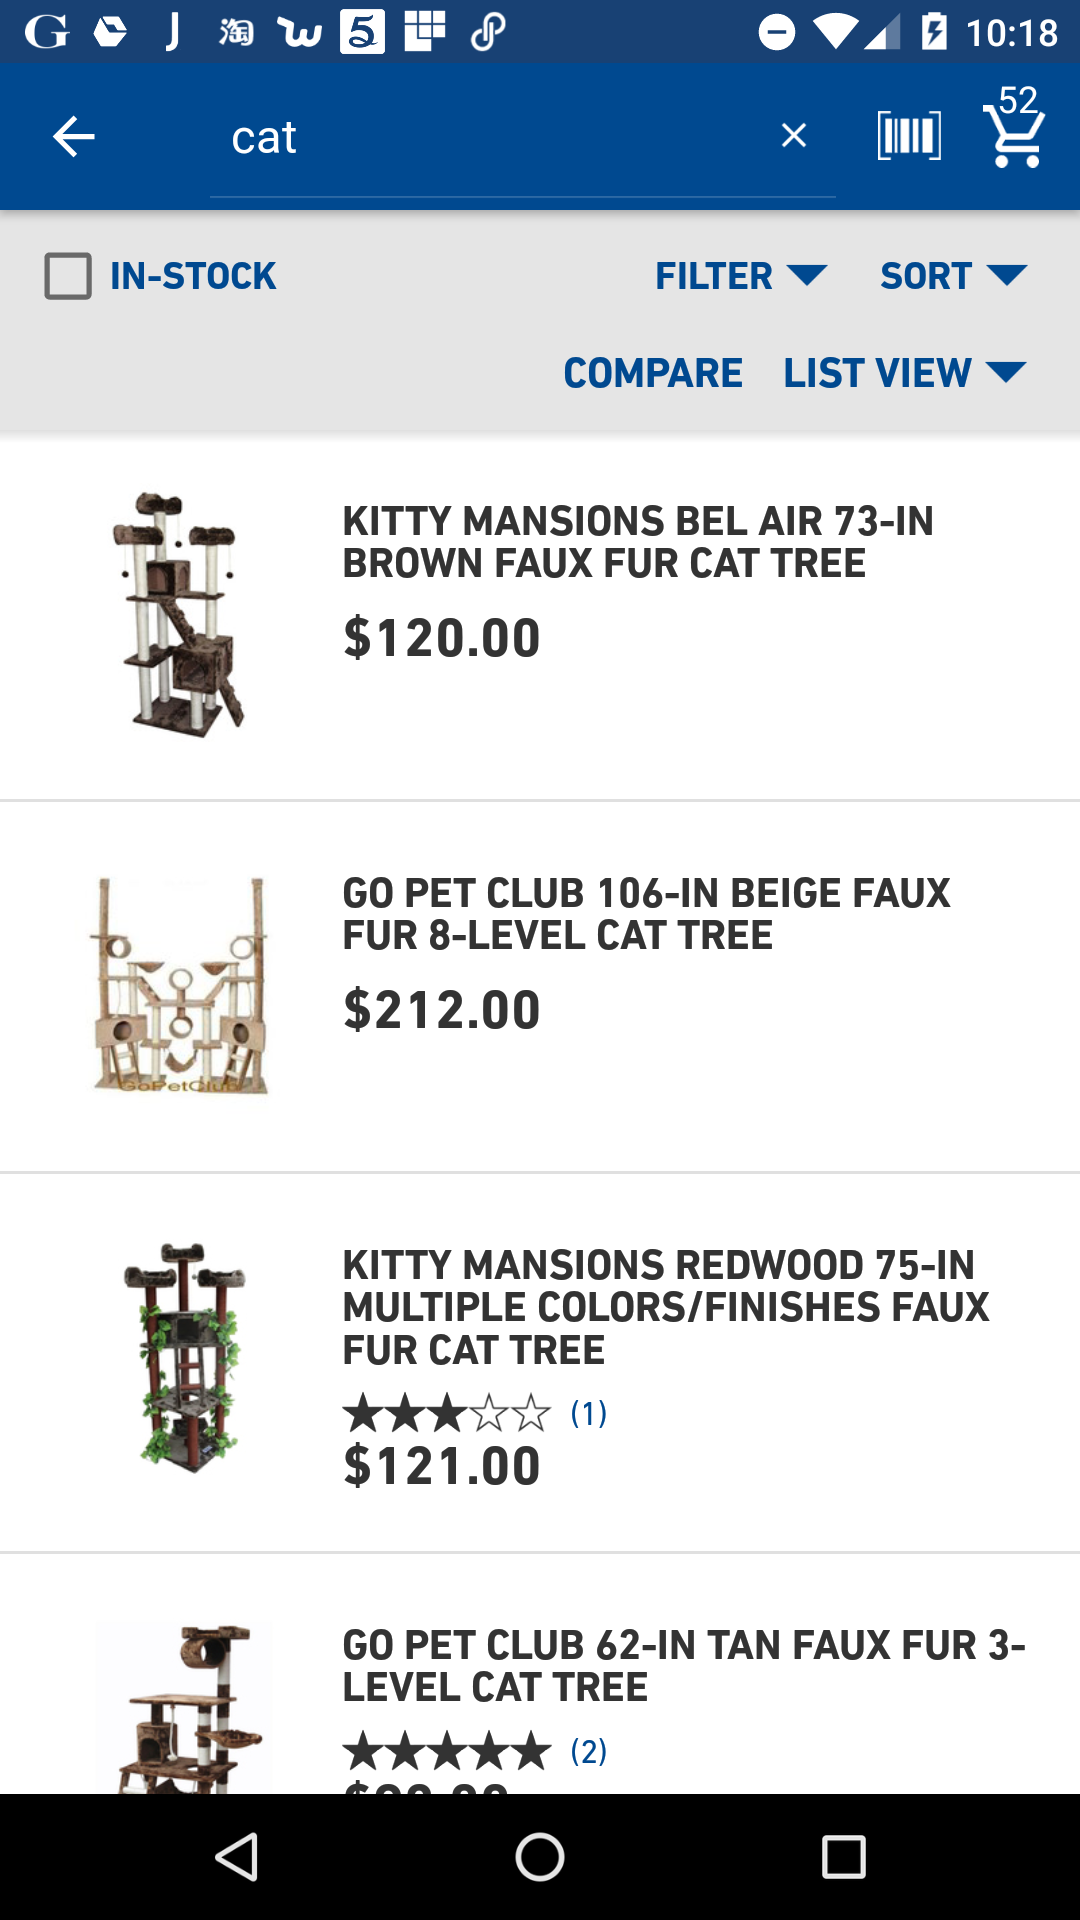 G J 淘 w 5 10:18
cat 52
IN-STOCK FILTER SORT
COMPARE LIST VIEW
KITTY MANSIONS BEL AIR 73-IN
BROWN FAUX FUR CAT TREE
$120.00
GO PET CLUB 106-IN BEIGE FAUX
FUR 8-LEVEL CAT TREE
$212.00
GoPetClub
KITTY MANSIONS REDWOOD 75-IN
MULTIPLE COLORS/FINISHES FAUX
FUR CAT TREE
(1)
$121.00
GO PET CLUB 62-IN TAN FAUX FUR 3-
LEVEL CAT TREE
(2)